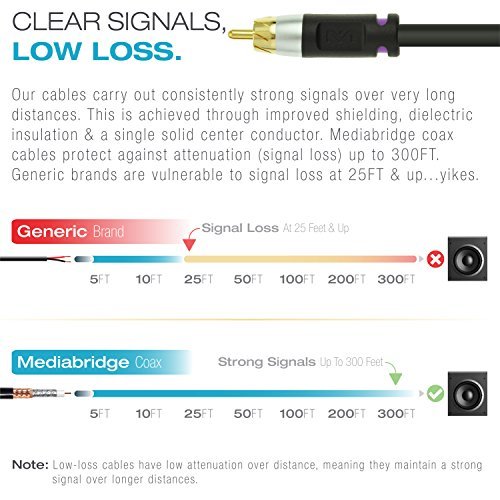 CLEAR SIGNALS,
LOW LOSS.
Our cables carry out consistently strong signals over very long
distances. This is achieved through improved shielding, dielectric
insulation & a single solid center conductor. Mediabridge coax
cables protect against attenuation (signal loss) up to 300FT.
Generic brands are vulnerable to signal loss at 25FT & up...yikes.
Generic Brand
Signal Loss At 25 Feet & Up
5FT 10FT 25FT 50FT 100FT 200FT 300FT
Mediabridge Coax
Strong Signals Up To 300 Feet
5FT 10FT 25FT 50FT 100FT 200FT 300FT
Note: Low-loss cables have low attenuation over distance, meaning they maintain a strong
signal over longer distances.